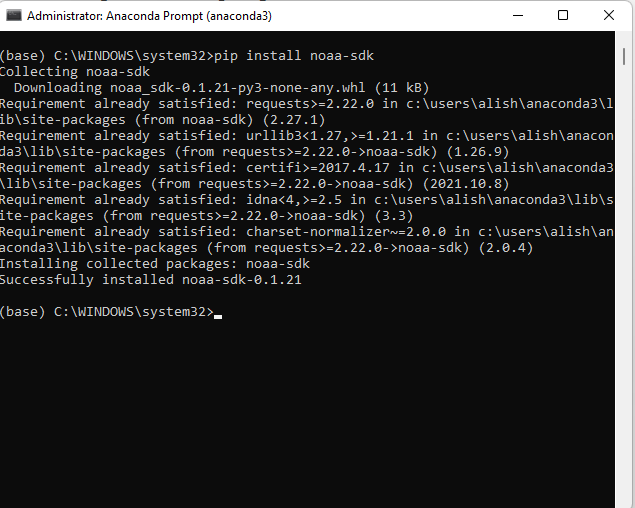 Administrator: Anaconda Prompt (anaconda3)
(base) C:\WINDOWS\system32>pip install noaa-sdk
Collecting noaa-sdk
  Downloading noaa_sdk-0.1.21-py3-none-any.whl (11 kB)
Requirement already satisfied: requests>=2.22.0 in c:\users\alish\anaconda3\l
ib\site-packages (from noaa-sdk) (2.27.1)
Requirement already satisfied: urllib3<1.27,>=1.21.1 in c:\users\alish\anacon
da3\lib\site-packages (from requests>=2.22.0->noaa-sdk) (1.26.9)
Requirement already satisfied: certifi>=2017.4.17 in c:\users\alish\anaconda3
\lib\site-packages (from requests>=2.22.0->noaa-sdk) (2021.10.8)
Requirement already satisfied: idna<4,>=2.5 in c:\users\alish\anaconda3\lib\s
ite-packages (from requests>=2.22.0->noaa-sdk) (3.3)
Requirement already satisfied: charset-normalizer~=2.0.0 in c:\users\alish\an
aconda3\lib\site-packages (from requests>=2.22.0->noaa-sdk) (2.0.4)
Installing collected packages: noaa-sdk
Successfully installed noaa-sdk-0.1.21
(base) C:\WINDOWS\system32>